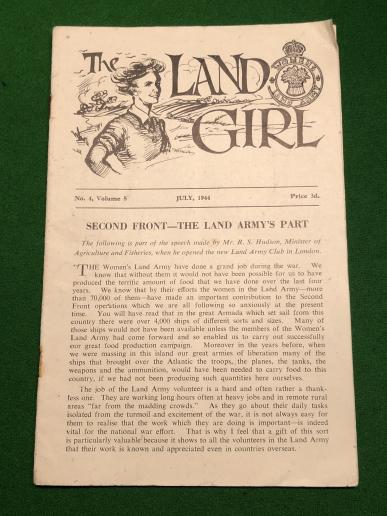 The LAND
GIRL
WOMENS
LAND ARMY
No. 4, Volume 5 JULY, 1944 Price 3d.
SECOND FRONT—THE LAND ARMY'S PART
The following is part of the speech made by Mr. R. S. Hudson, Minister of
Agriculture and Fisheries, when he opened the new Land Army Club in London.
"THE Women's Land Army have done a grand job during the war. We
know that without them it would not have been possible for us to have
produced the terrific amount of food that we have done over the last four
years. We know that by their efforts the women in the Land Army—more
than 70,000 of them—have made an important contribution to the Second
Front operations which we are all following so anxiously at the present
time. You will have read that in the great Armada which set sail from this
country there were over 4,000 ships of different sorts and sizes. Many of
those ships would not have been available unless the members of the Women's
Land Army had come forward and so enabled us to carry out successfully
our great food production campaign. Moreover in the years before, when
we were massing in this island our great armies of liberation many of the
ships that brought over the Atlantic the troops, the planes, the tanks, the
weapons and the ammunition, would have been needed to carry food to this
country, if we had not been producing such quantities here ourselves.
The job of the Land Army volunteer is a hard and often rather a thank-
less one. They are working long hours often at heavy jobs and in remote rural
areas "far from the madding crowds." As they go about their daily tasks
isolated from the turmoil and excitement of the war, it is not always easy for
them to realise that the work which they are doing is important—is indeed
vital for the national war effort. That is why I feel that a gift of this sort
is particularly valuable because it shows to all the volunteers in the Land Army
that their work is known and appreciated even in countries overseas.